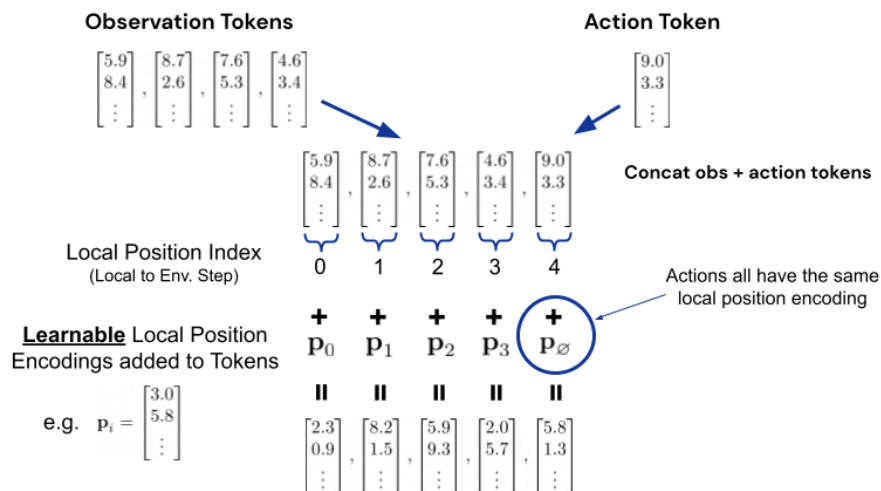 Observation Tokens Action Token
[5.9 8.4 ⋮] , [8.7 2.6 ⋮] , [7.6 5.3 ⋮] , [4.6 3.4 ⋮] [9.0 3.3 ⋮]
[5.9 8.4 ⋮] , [8.7 2.6 ⋮] , [7.6 5.3 ⋮] , [4.6 3.4 ⋮] , [9.0 3.3 ⋮]
Concat obs + action tokens
Local Position Index
(Local to Env. Step)
0 1 2 3 4
Actions all have the same
local position encoding
+ + + + +
Learnable Local Position
Encodings added to Tokens
p₀ p₁ p₂ p₃ p∅
= = = = =
e.g. pᵢ = [3.0 5.8 ⋮]
[2.3 0.9 ⋮] , [8.2 1.5 ⋮] , [5.9 9.3 ⋮] , [2.0 5.7 ⋮] , [5.8 1.3 ⋮]